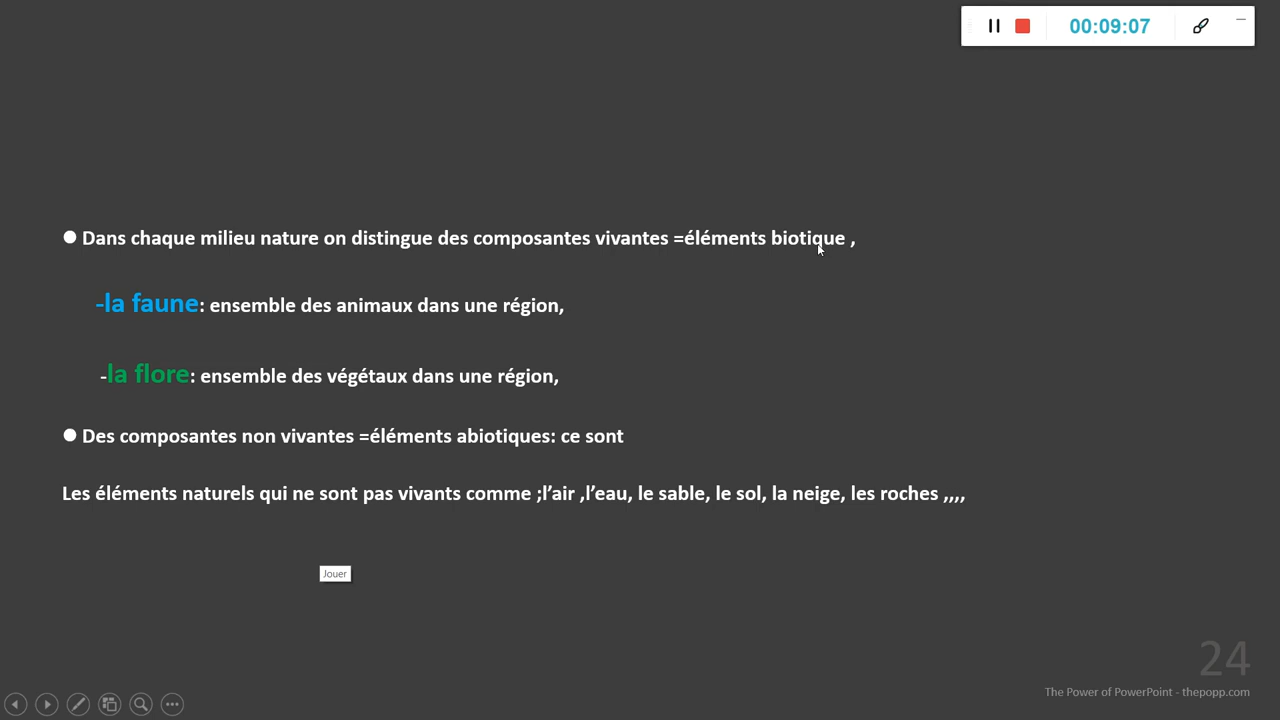 00:09:07
● Dans chaque milieu nature on distingue des composantes vivantes =éléments biotique ,
-la faune: ensemble des animaux dans une région,
-la flore: ensemble des végétaux dans une région,
● Des composantes non vivantes =éléments abiotiques: ce sont
Les éléments naturels qui ne sont pas vivants comme ;l’air ,l’eau, le sable, le sol, la neige, les roches ,,,,
Jouer
24
The Power of PowerPoint - thepopp.com